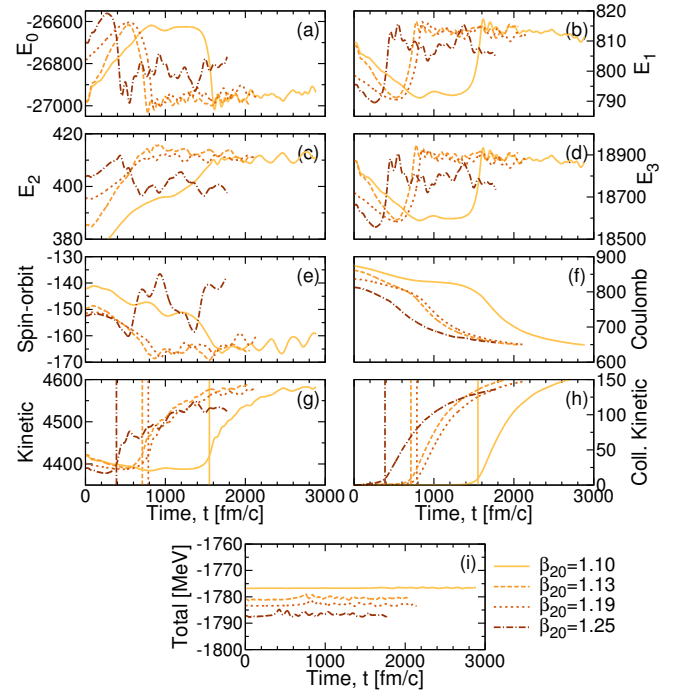 -26600
-26800
-27000
E0
(a)
(b)
820
810
800
790
E1
420
400
380
E2
(c)
(d)
18900
18700
18500
E3
-130
-140
-150
-160
-170
Spin-orbit
(e)
(f)
900
850
800
750
700
650
600
Coulomb
4600
4500
4400
Kinetic
(g)
(h)
150
100
50
0
Coll. Kinetic
0 1000 2000 3000
0 1000 2000 3000
Time, t [fm/c]
Time, t [fm/c]
-1760
-1770
-1780
-1790
-1800
Total [MeV]
(i)
0 1000 2000 3000
Time, t [fm/c]
β20=1.10
β20=1.13
β20=1.19
β20=1.25